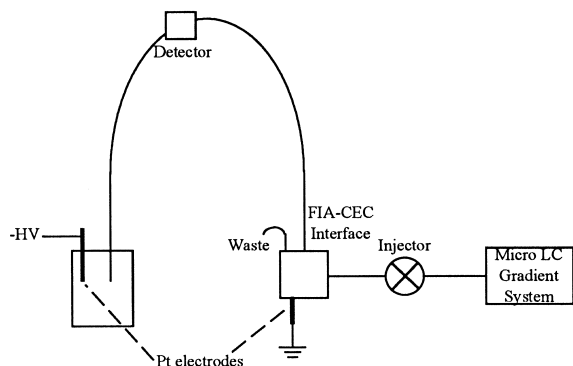 Detector
FIA-CEC
Interface
-HV
Waste
Injector
Micro LC
Gradient
System
Pt electrodes